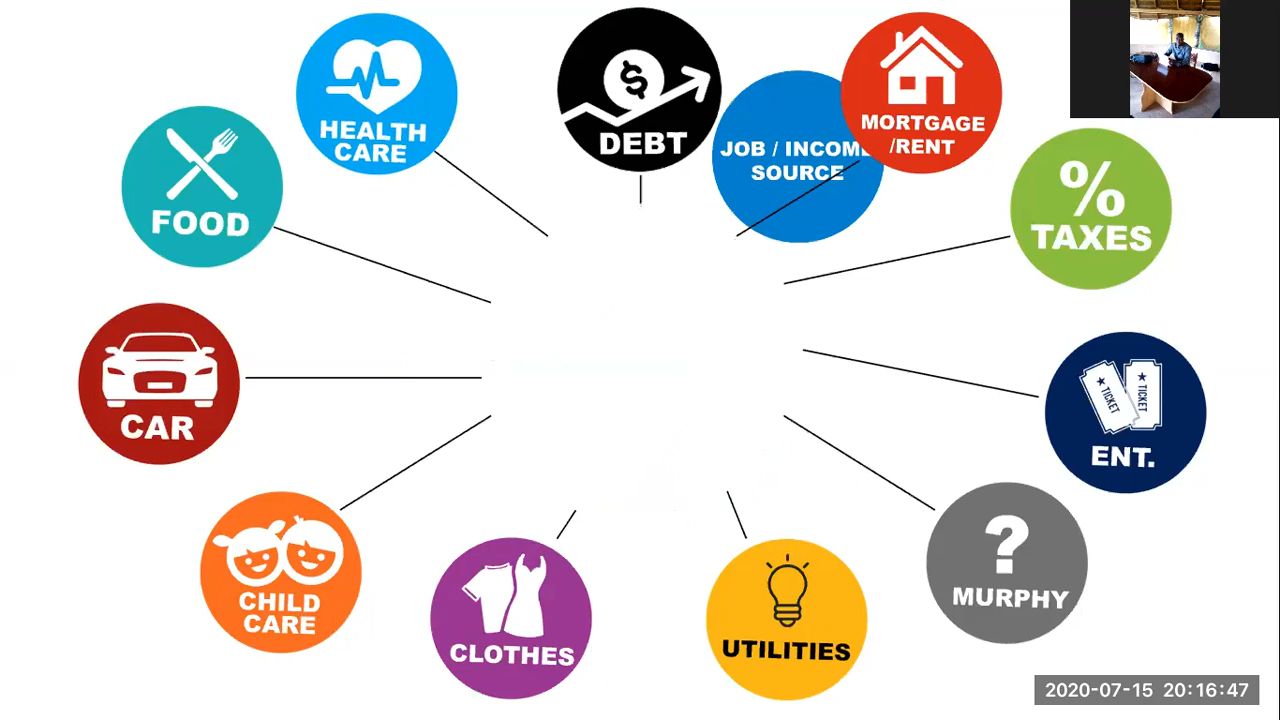 HEALTH
CARE
$
DEBT
JOB / INCOM
SOURCE
MORTGAGE
/RENT
%
TAXES
FOOD
CAR
TICKET
TICKET
ENT.
?
MURPHY
CHILD
CARE
CLOTHES
UTILITIES
2020-07-15 20:16:47